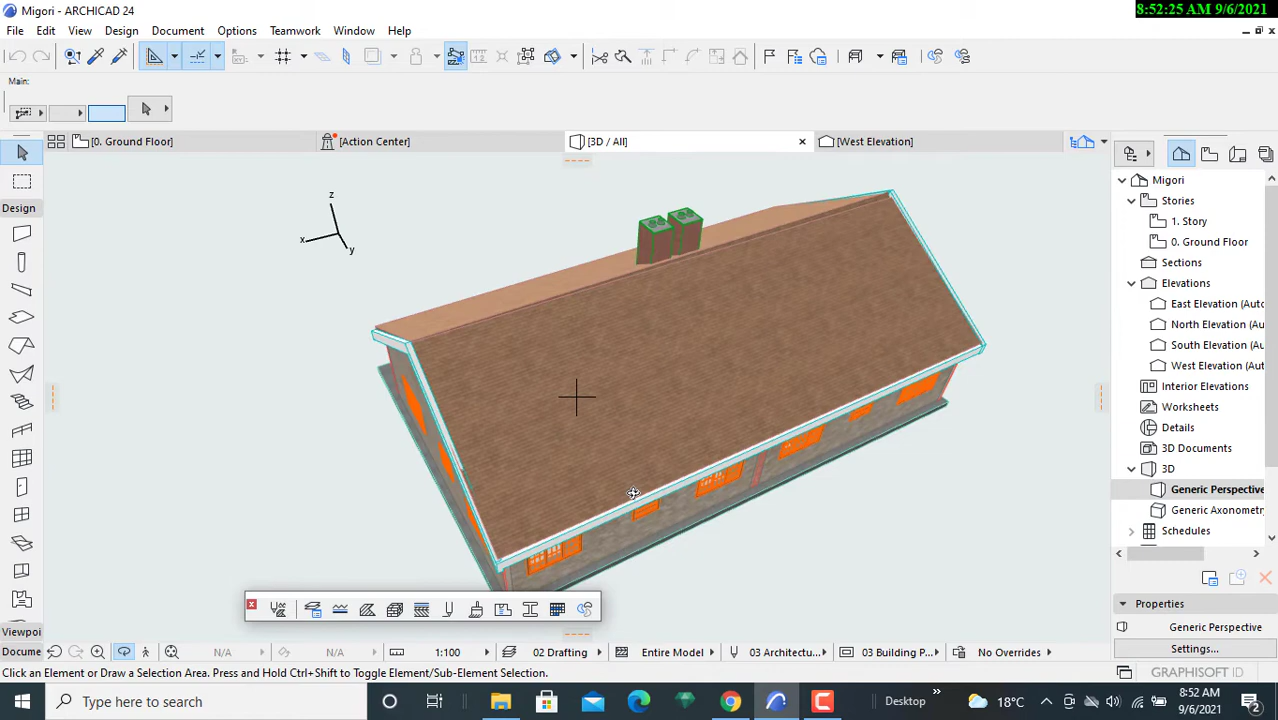 Migori - ARCHICAD 24
8:52:25 AM 9/6/2021
File Edit View Design Document Options Teamwork Window Help
Main:
[0. Ground Floor]
[Action Center]
[3D / All]
[West Elevation]
Design
z
x
y
Migori
Stories
1. Story
0. Ground Floor
Sections
Elevations
East Elevation (Aut
North Elevation (Au
South Elevation (Au
West Elevation (Aut
Interior Elevations
Worksheets
Details
3D Documents
3D
Generic Perspective
Generic Axonometr
Schedules
Properties
Generic Perspective
Settings...
Viewpoi
Docume
N/A
N/A
1:100
02 Drafting
Entire Model
03 Architectu...
03 Building P...
No Overrides
Click an Element or Draw a Selection Area. Press and Hold Ctrl+Shift to Toggle Element/Sub-Element Selection.
GRAPHISOFT ID
Type here to search
Desktop
18°C
8:52 AM
9/6/2021
2